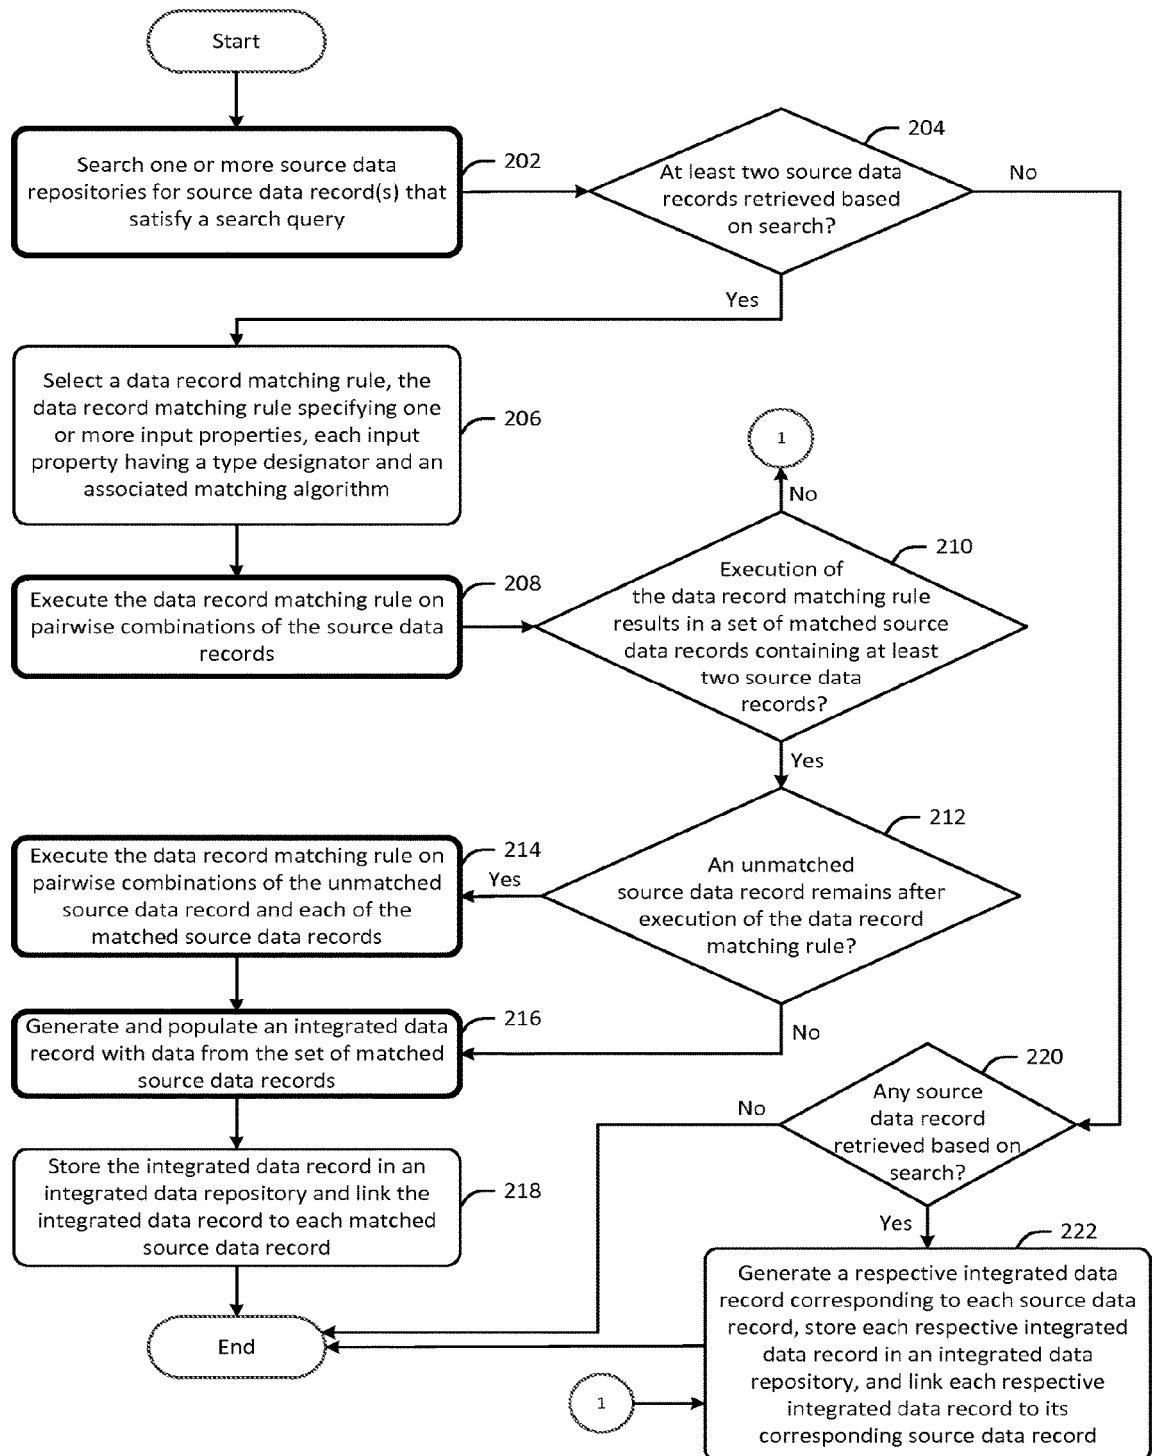 Start
Search one or more source data
repositories for source data record(s) that
satisfy a search query
202
At least two source data
records retrieved based
on search?
204
No
Yes
Select a data record matching rule, the
data record matching rule specifying one
or more input properties, each input
property having a type designator and an
associated matching algorithm
206
1
No
Execute the data record matching rule on
pairwise combinations of the source data
records
208
Execution of
the data record matching rule
results in a set of matched source
data records containing at least
two source data
records?
210
Yes
An unmatched
source data record remains after
execution of the data record
matching rule?
212
Yes
Execute the data record matching rule on
pairwise combinations of the unmatched
source data record and each of the
matched source data records
214
No
Generate and populate an integrated data
record with data from the set of matched
source data records
216
Any source
data record
retrieved based on
search?
220
No
Yes
Store the integrated data record in an
integrated data repository and link the
integrated data record to each matched
source data record
218
Generate a respective integrated data
record corresponding to each source data
record, store each respective integrated
data record in an integrated data
repository, and link each respective
integrated data record to its
corresponding source data record
222
End
1